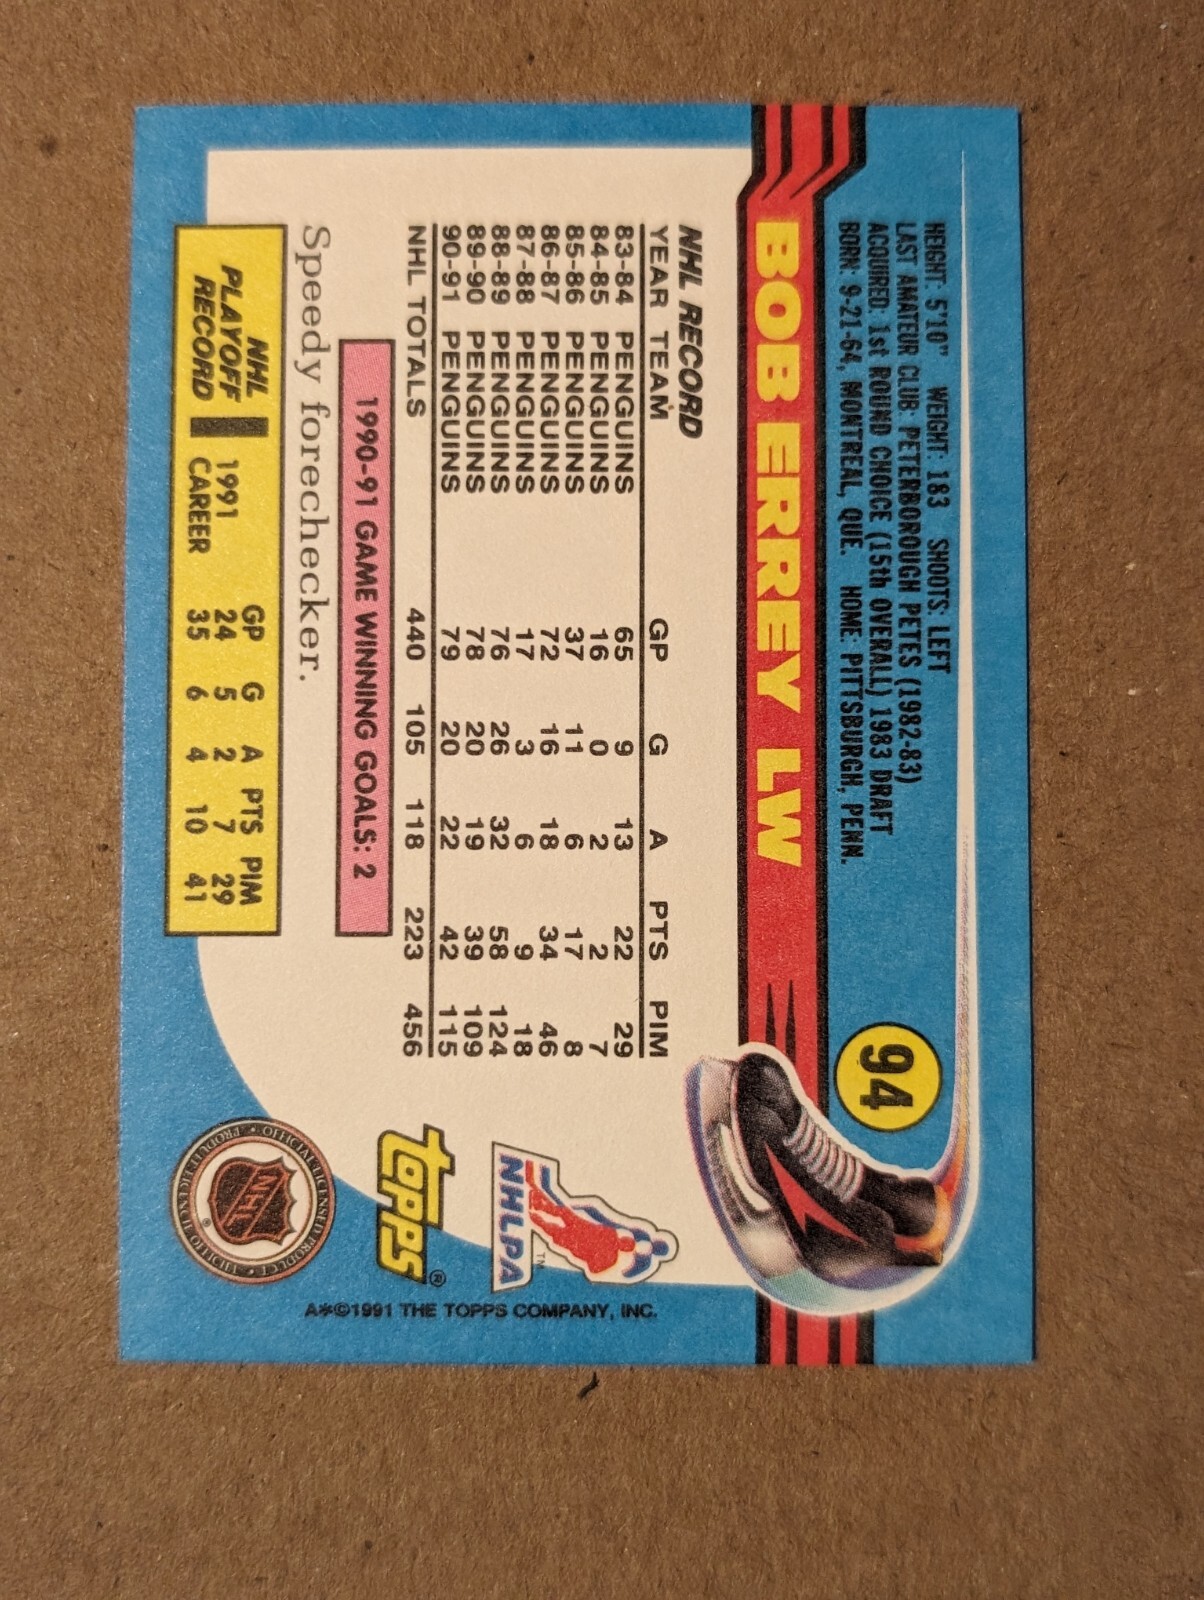 94
HEIGHT: 5'10" WEIGHT: 183 SHOOTS: LEFT
LAST AMATEUR CLUB: PETERBOROUGH PETES (1982-83)
ACQUIRED: 1st ROUND CHOICE (15th OVERALL) 1983 DRAFT
BORN: 9-21-64, MONTREAL, QUE. HOME: PITTSBURGH, PENN.
BOB ERREY LW
NHL RECORD
YEAR TEAM GP G A PTS PIM
83-84 PENGUINS 65 9 13 22 29
84-85 PENGUINS 16 0 2 2 7
85-86 PENGUINS 37 11 6 17 8
86-87 PENGUINS 72 16 18 34 46
87-88 PENGUINS 17 3 6 9 18
88-89 PENGUINS 76 26 32 58 124
89-90 PENGUINS 78 20 19 39 109
90-91 PENGUINS 79 20 22 42 115
NHL TOTALS 440 105 118 223 456
1990-91 GAME WINNING GOALS: 2
Speedy forechecker.
NHL PLAYOFF RECORD
GP G A PTS PIM
1991 24 5 2 7 29
CAREER 35 6 4 10 41
NHLPA™
TOPPS®
NHL®
OFFICIAL LICENSED PRODUCT • OFFICIAL LICENSED PRODUCT •
A*©1991 THE TOPPS COMPANY, INC.